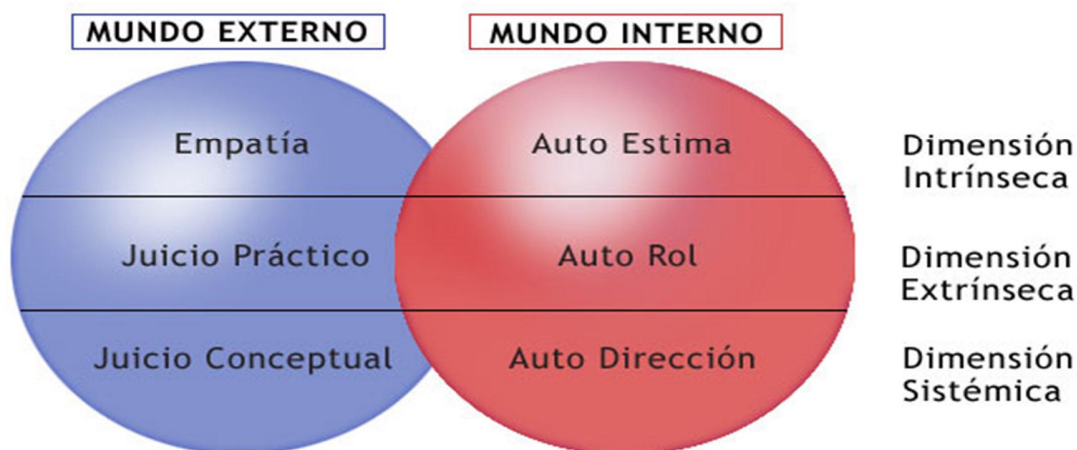 MUNDO EXTERNO
MUNDO INTERNO
Empatía
Auto Estima
Dimensión
Intrínseca
Juicio Práctico
Auto Rol
Dimensión
Extrínseca
Juicio Conceptual
Auto Dirección
Dimensión
Sistémica